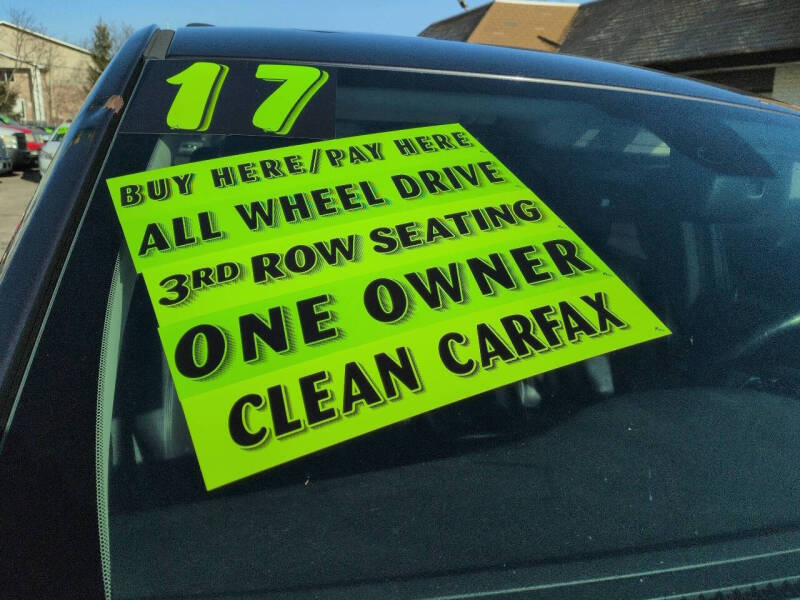 17
BUY HERE/PAY HERE
ALL WHEEL DRIVE
3RD ROW SEATING
ONE OWNER
CLEAN CARFAX